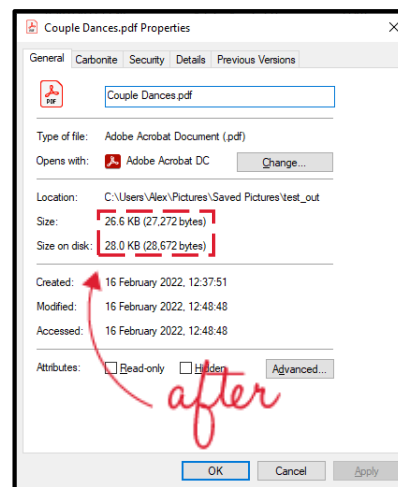 Couple Dances.pdf Properties
General Carbonite Security Details Previous Versions
PDF
Couple Dances.pdf
Type of file: Adobe Acrobat Document (.pdf)
Opens with: Adobe Acrobat DC Change...
Location: C:\Users\Alex\Pictures\Saved Pictures\test_out
Size: 26.6 KB (27,272 bytes)
Size on disk: 28.0 KB (28,672 bytes)
Created: 16 February 2022, 12:37:51
Modified: 16 February 2022, 12:48:48
Accessed: 16 February 2022, 12:48:48
Attributes: Read-only Hidden Advanced...
after
OK Cancel Apply